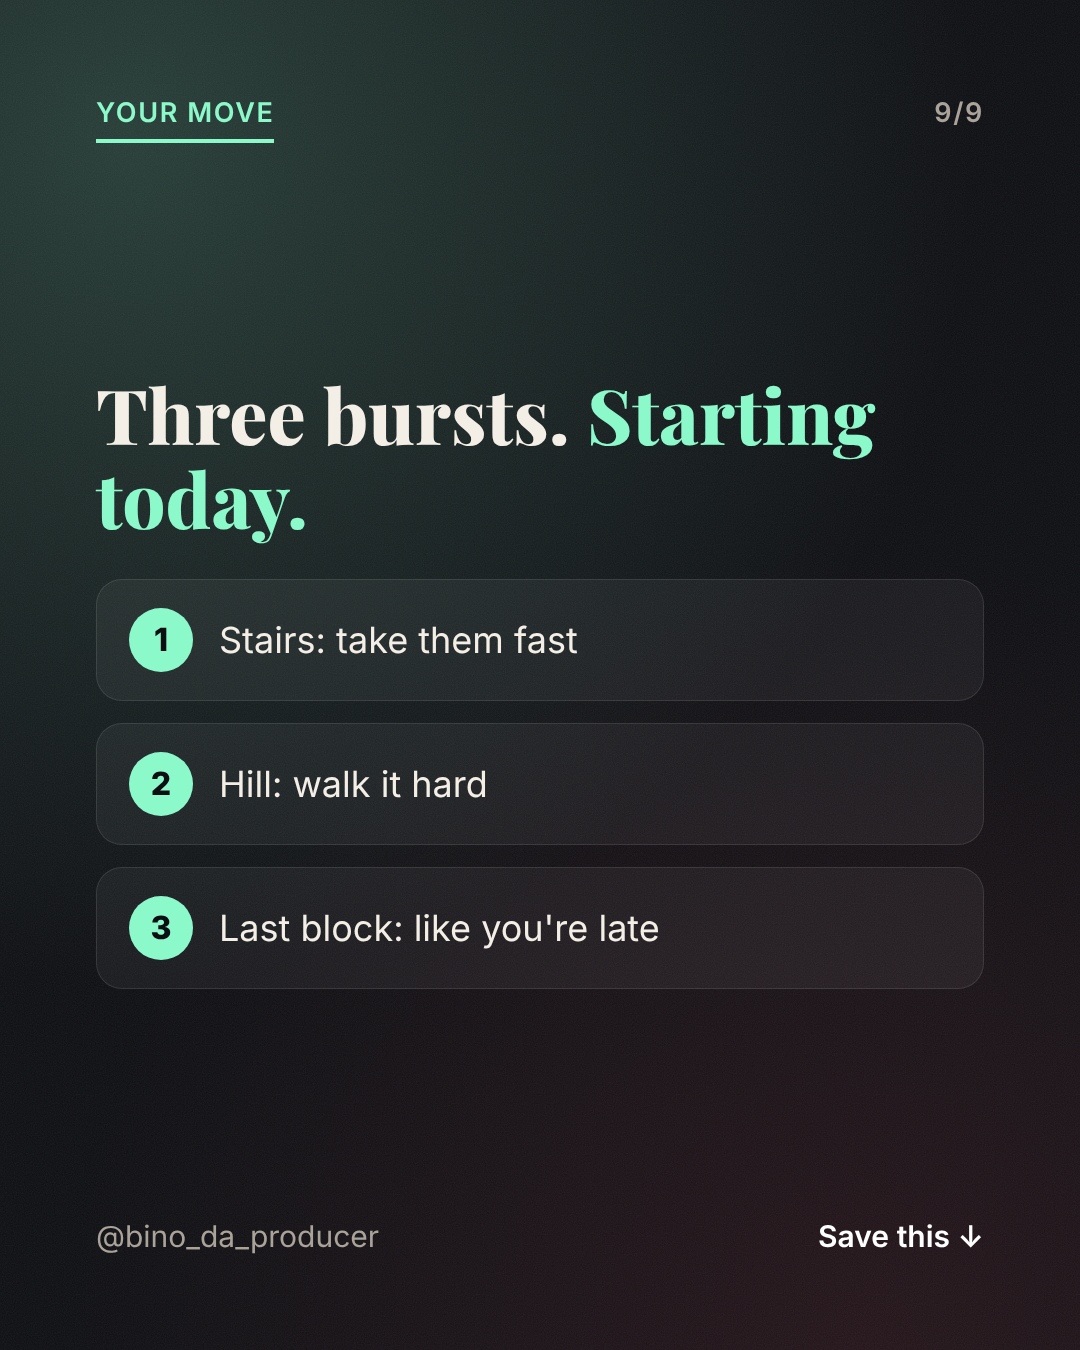 YOUR MOVE
9/9
Three bursts. Starting
today.
1 Stairs: take them fast
2 Hill: walk it hard
3 Last block: like you're late
@bino_da_producer
Save this ↓